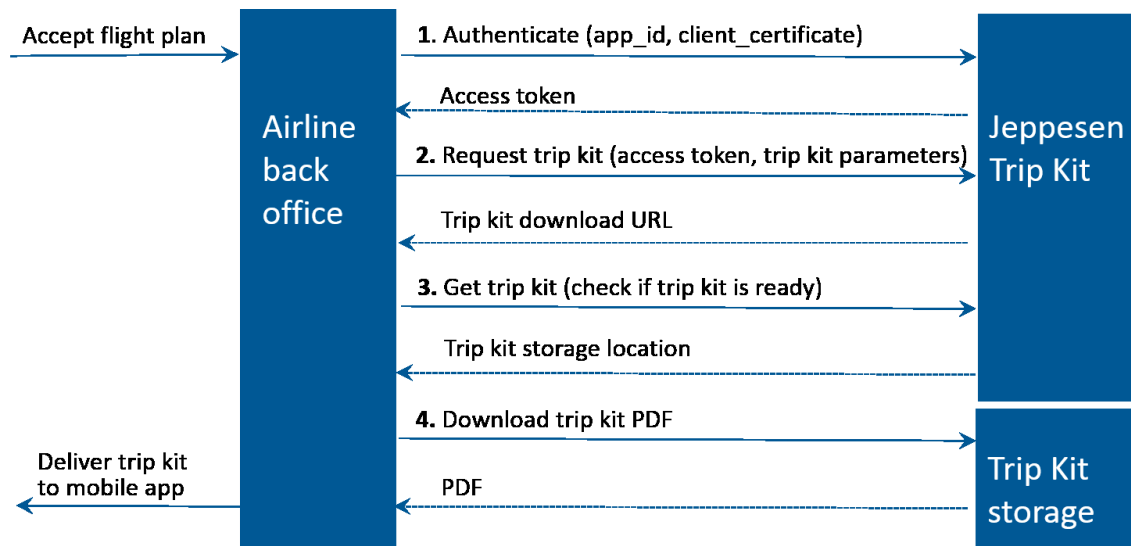 Accept flight plan
1. Authenticate (app_id, client_certificate)
Access token
Airline
back
office
Jeppesen
Trip Kit
2. Request trip kit (access token, trip kit parameters)
Trip kit download URL
3. Get trip kit (check if trip kit is ready)
Trip kit storage location
4. Download trip kit PDF
Deliver trip kit
to mobile app
PDF
Trip Kit
storage